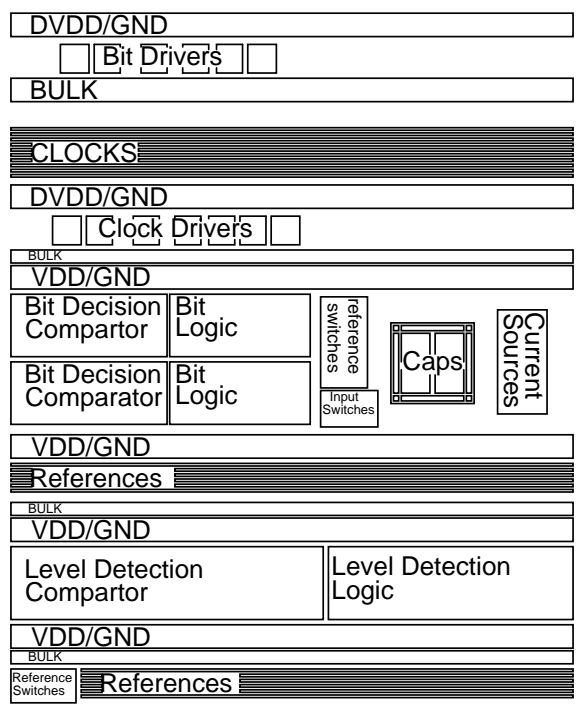 DVDD/GND
Bit Drivers
BULK
CLOCKS
DVDD/GND
Clock Drivers
BULK
VDD/GND
Bit Decision
Compartor
Bit
Logic
reference
switches
Caps
Current
Sources
Bit Decision
Comparator
Bit
Logic
Input
Switches
VDD/GND
References
BULK
VDD/GND
Level Detection
Compartor
Level Detection
Logic
VDD/GND
BULK
Reference
Switches
References